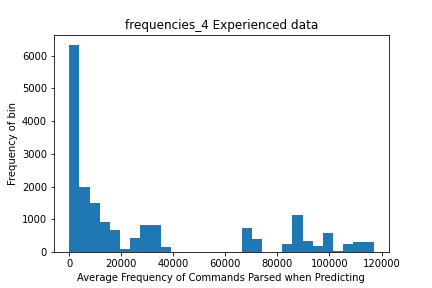 frequencies_4 Experienced data
Frequency of bin
6000
5000
4000
3000
2000
1000
0
0 20000 40000 60000 80000 100000 120000
Average Frequency of Commands Parsed when Predicting